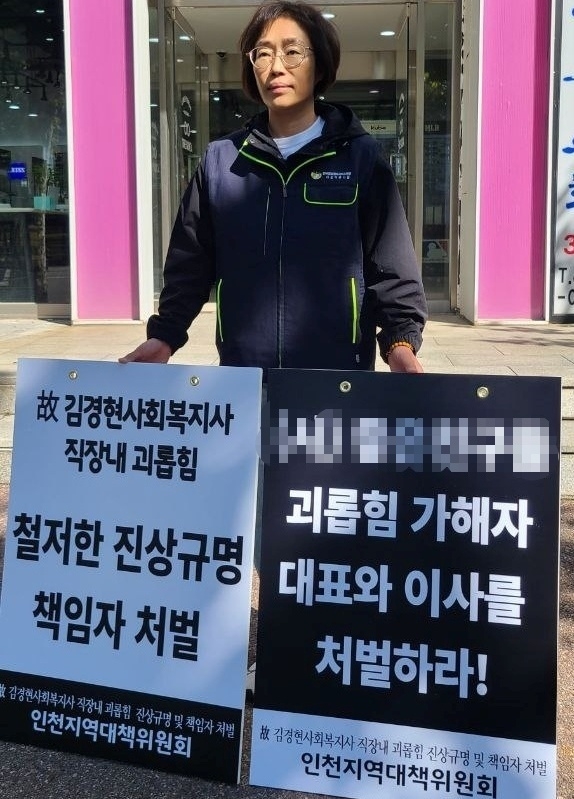 故 김경현사회복지사
직장내 괴롭힘
철저한 진상규명
책임자 처벌
故 김경현사회복지사 직장내 괴롭힘 진상규명 및 책임자 처벌
인천지역대책위원회
괴롭힘 가해자
대표와 이사를
처벌하라!
故 김경현사회복지사 직장내 괴롭힘 진상규명 및 책임자 처벌
인천지역대책위원회